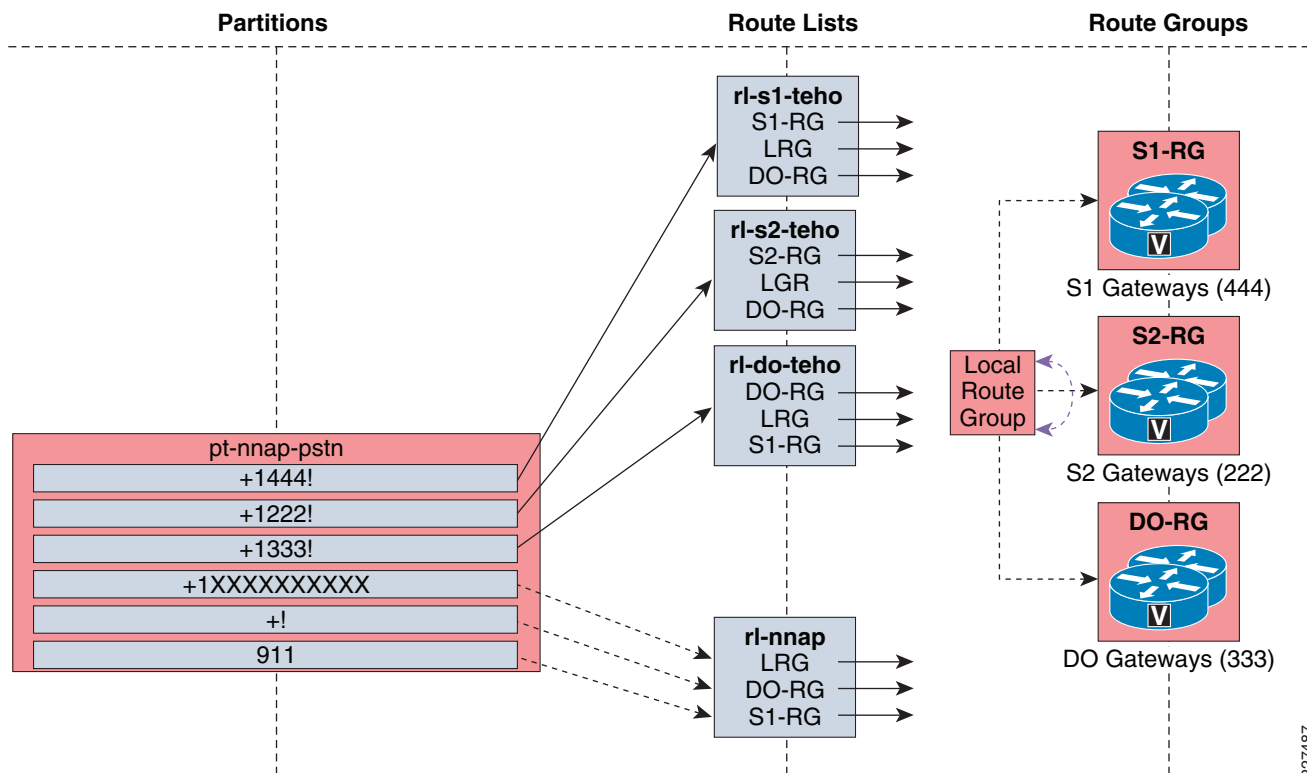 Partitions
Route Lists
Route Groups
rl-s1-teho
S1-RG
LRG
DO-RG
rl-s2-teho
S2-RG
LGR
DO-RG
rl-do-teho
DO-RG
LRG
S1-RG
pt-nnap-pstn
+1444!
+1222!
+1333!
+1XXXXXXXXXX
+!
911
rl-nnap
LRG
DO-RG
S1-RG
Local
Route
Group
S1-RG
V
S1 Gateways (444)
S2-RG
V
S2 Gateways (222)
DO-RG
V
DO Gateways (333)